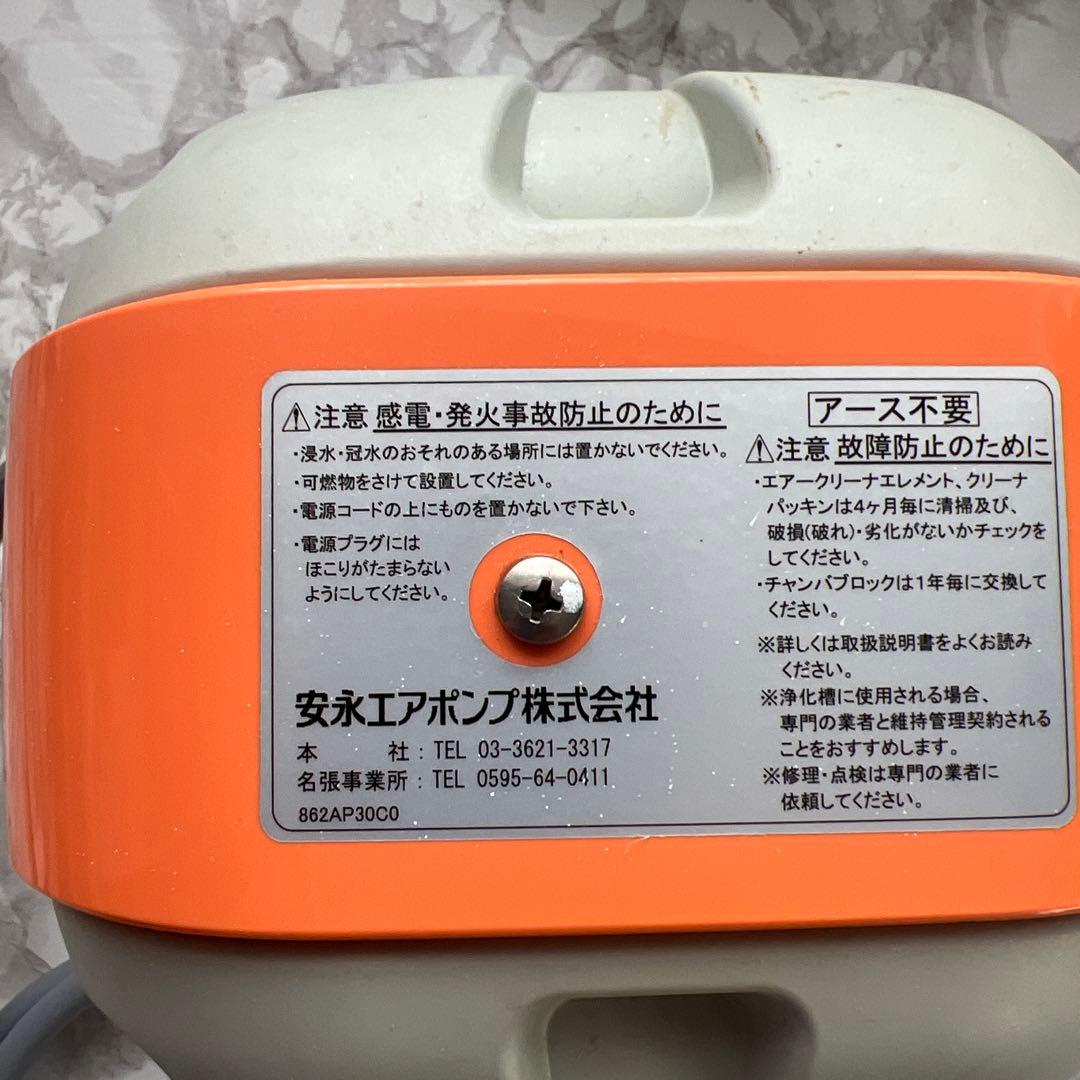 ⚠注意 感電・発火事故防止のために
・浸水・冠水のおそれのある場所には置かないでください。
・可燃物をさけて設置してください。
・電源コードの上にものを置かないで下さい。
・電源プラグには
ほこりがたまらない
ようにしてください。
安永エアポンプ株式会社
本　　　社：TEL 03-3621-3317
名張事業所：TEL 0595-64-0411
862AP30C0
アース不要
⚠注意 故障防止のために
・エアークリーナエレメント、クリーナ
パッキンは4ヶ月毎に清掃及び、
破損(破れ)・劣化がないかチェックを
してください。
・チャンバブロックは1年毎に交換して
ください。
※詳しくは取扱説明書をよくお読み
ください。
※浄化槽に使用される場合、
専門の業者と維持管理契約される
ことをおすすめします。
※修理・点検は専門の業者に
依頼してください。